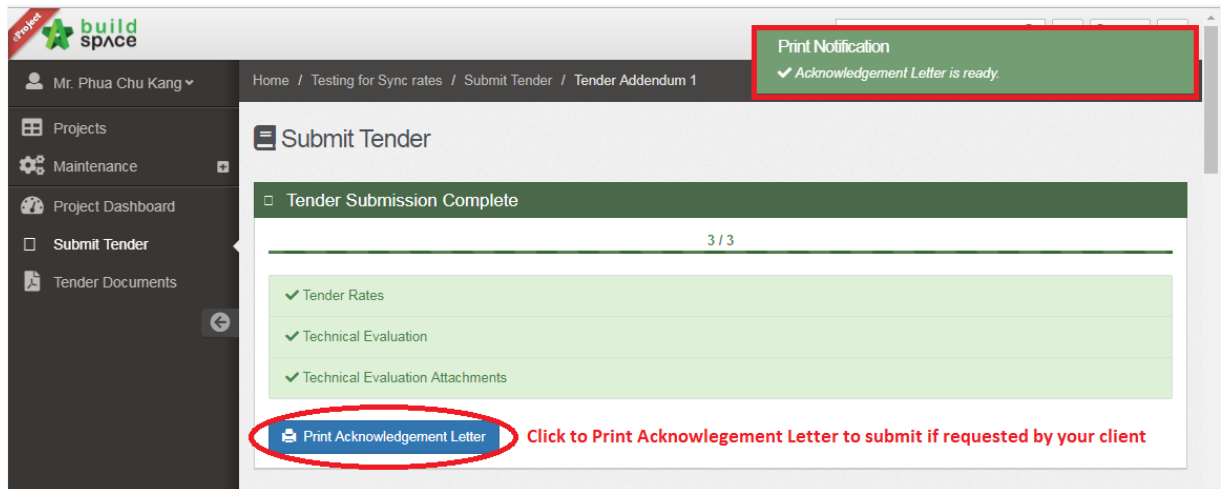 eProject
build
spʌce
Print Notification
✔ Acknowledgement Letter is ready.
Mr. Phua Chu Kang
Home / Testing for Sync rates / Submit Tender / Tender Addendum 1
Projects
Maintenance
Project Dashboard
Submit Tender
Tender Documents
Submit Tender
Tender Submission Complete
3 / 3
✔ Tender Rates
✔ Technical Evaluation
✔ Technical Evaluation Attachments
Print Acknowledgement Letter
Click to Print Acknowlegement Letter to submit if requested by your client